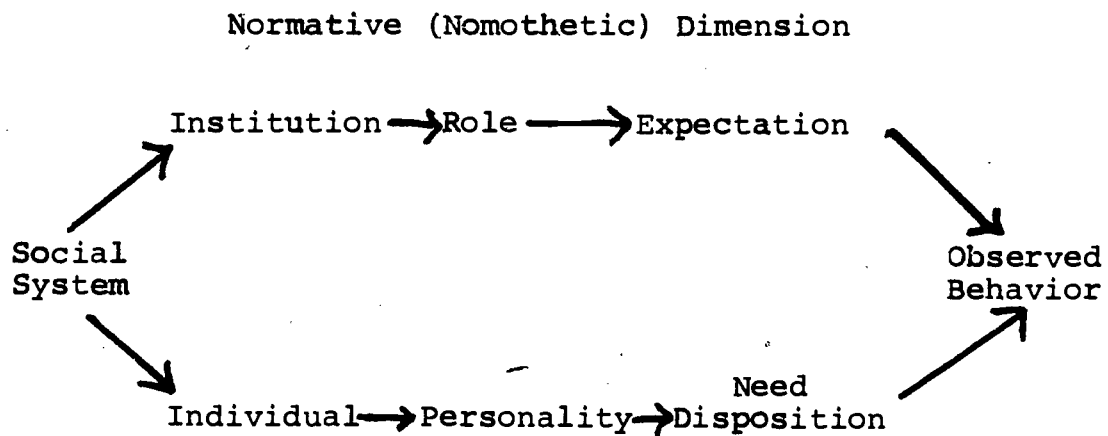 Normative (Nomothetic) Dimension
Institution Role Expectation
Social
System
Observed
Behavior
Individual Personality Need
Disposition